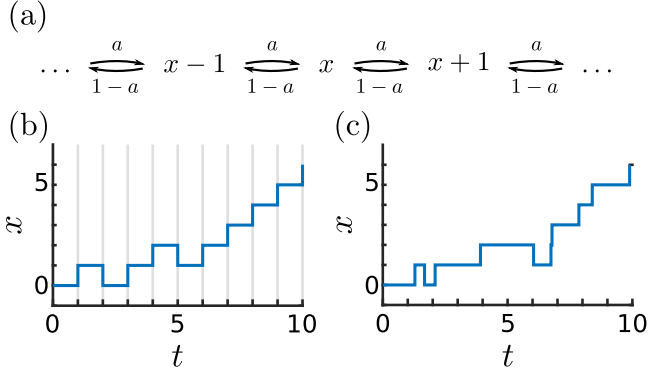 (a)
a a a a
… x − 1 x x + 1 …
1 − a 1 − a 1 − a 1 − a
(b) (c)
5 5
x x
0 0
0 5 10 0 5 10
t t